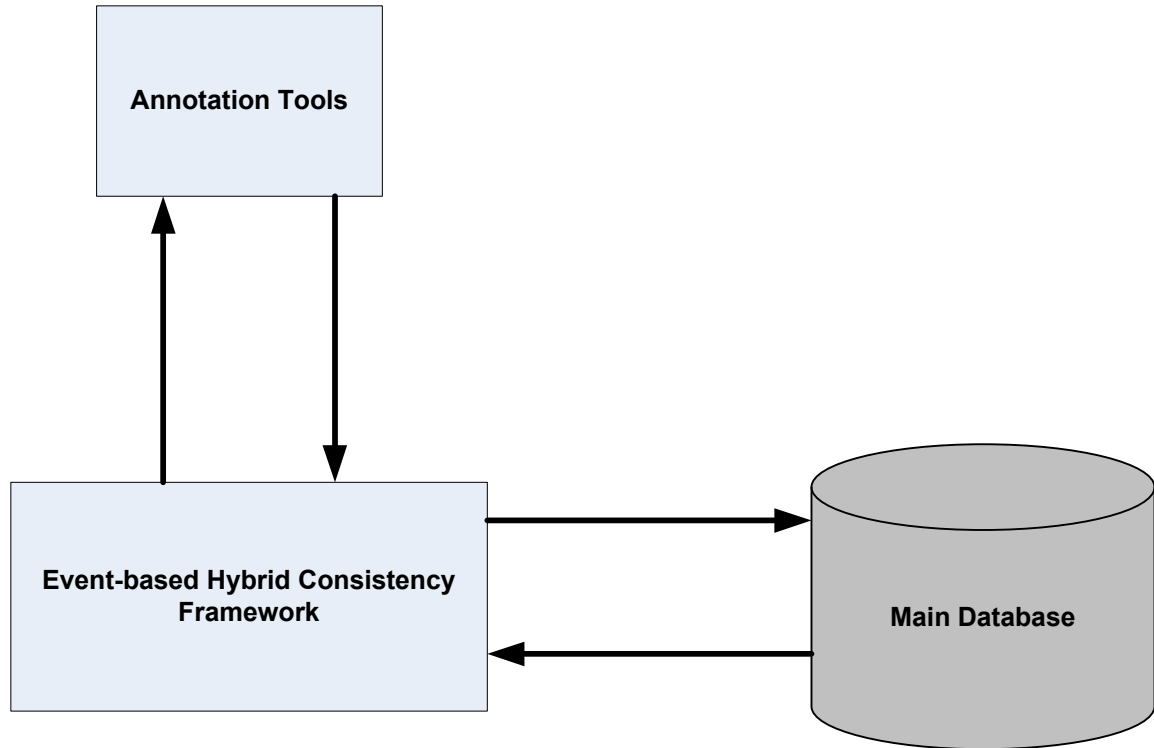 Annotation Tools
Event-based Hybrid Consistency
Framework
Main Database